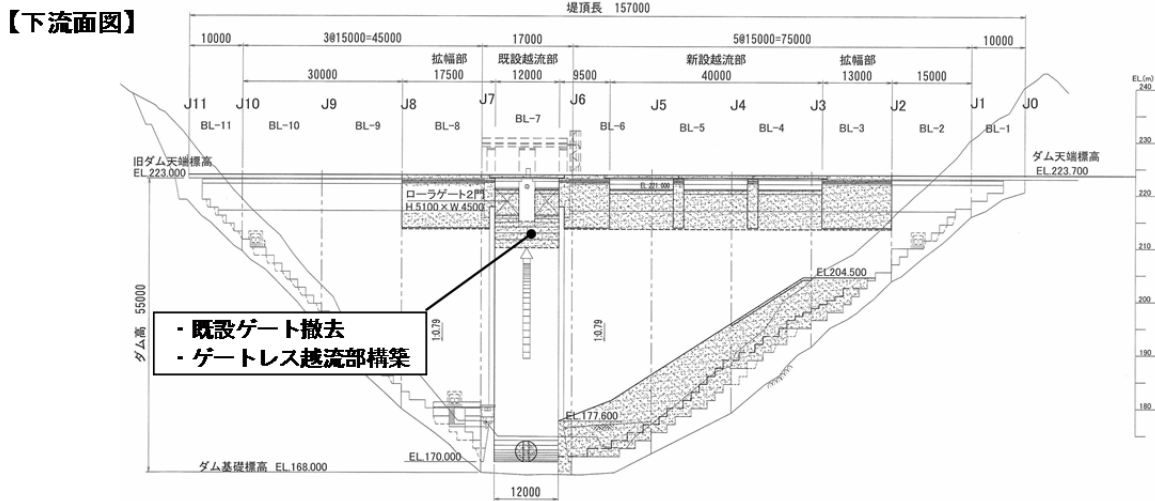 【下流面図】
堤頂長 157000
10000 3@15000=45000 17000 5@15000=75000 10000
拡幅部 既設越流部 新設越流部 拡幅部
30000 17500 12000 9500 40000 13000 15000
EL.(m)
J11 J10 J9 J8 J7 J6 J5 J4 J3 J2 J1 J0
BL-11 BL-10 BL-9 BL-8 BL-7 BL-6 BL-5 BL-4 BL-3 BL-2 BL-1
240
230
旧ダム天端標高
EL.223.000
ダム天端標高
EL.223.700
220
ローラゲート2門
H.5100×W.4500
EL.221.000
210
EL204.500
200
ダム高 55000
・既設ゲート撤去
・ゲートレス越流部構築
1:0.79
1:0.79
190
180
EL.177.600
EL.170.000
ダム基礎標高 EL.168.000
12000